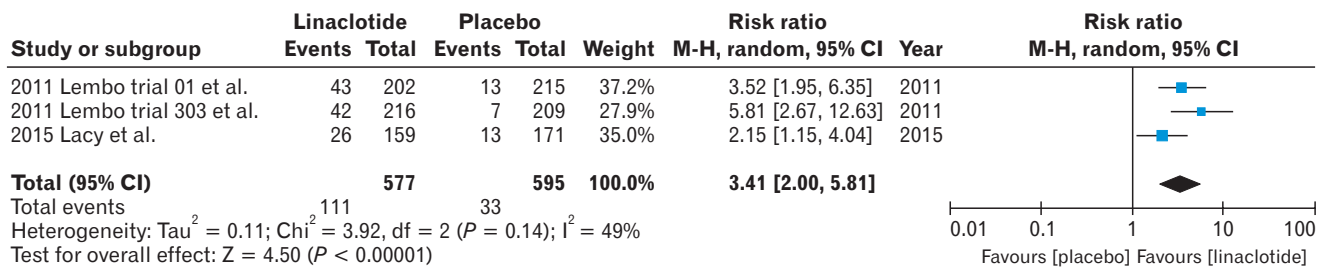 Linaclotide Placebo Risk ratio Risk ratio
Study or subgroup Events Total Events Total Weight M-H, random, 95% CI Year M-H, random, 95% CI
2011 Lembo trial 01 et al. 43 202 13 215 37.2% 3.52 [1.95, 6.35] 2011
2011 Lembo trial 303 et al. 42 216 7 209 27.9% 5.81 [2.67, 12.63] 2011
2015 Lacy et al. 26 159 13 171 35.0% 2.15 [1.15, 4.04] 2015
Total (95% CI) 577 595 100.0% 3.41 [2.00, 5.81]
Total events 111 33
Heterogeneity: Tau² = 0.11; Chi² = 3.92, df = 2 (P = 0.14); I² = 49%
Test for overall effect: Z = 4.50 (P < 0.00001)
0.01 0.1 1 10 100
Favours [placebo] Favours [linaclotide]